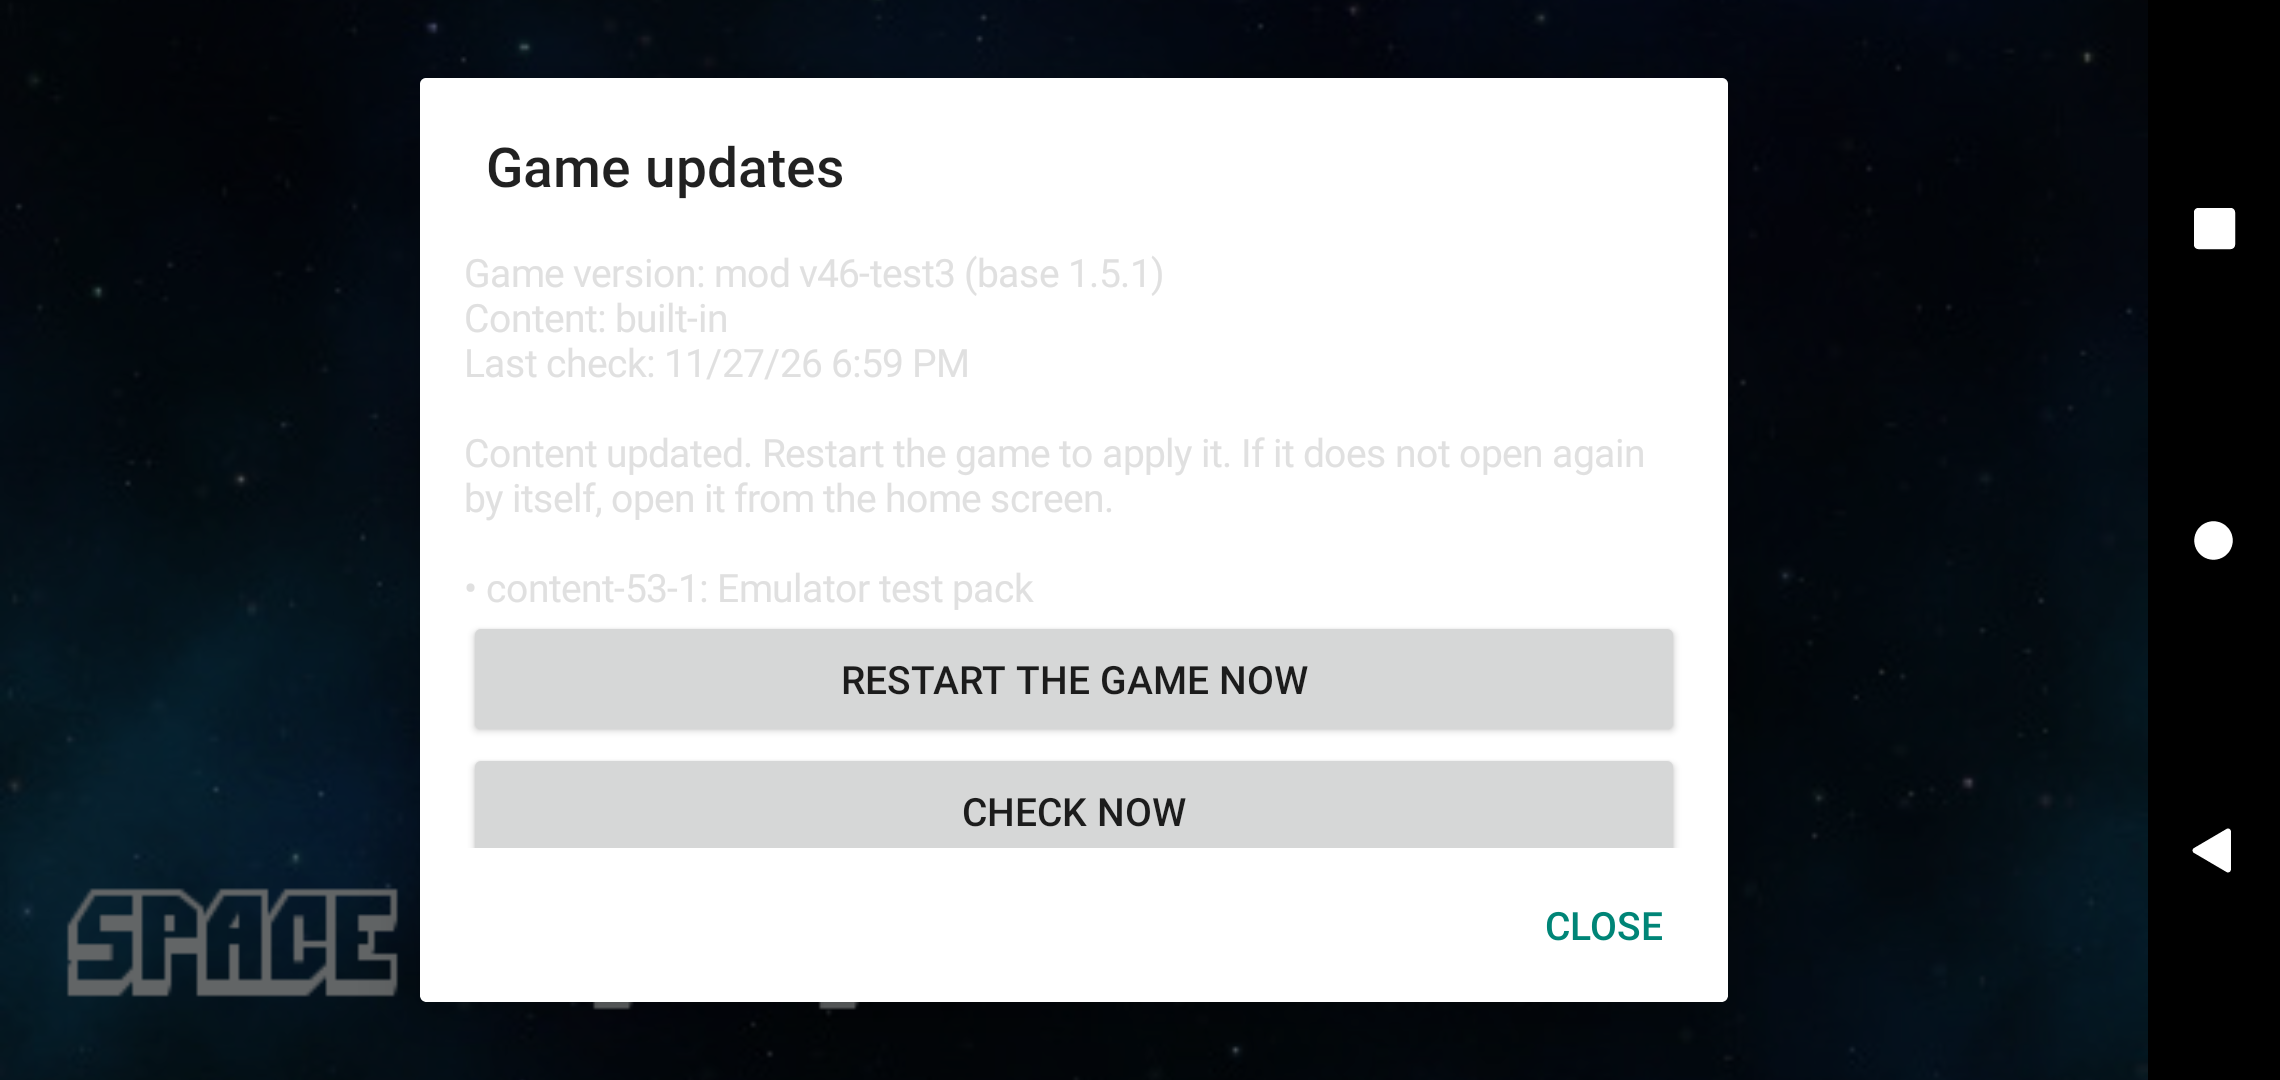 Game updates
Game version: mod v46-test3 (base 1.5.1)
Content: built-in
Last check: 11/27/26 6:59 PM
Content updated. Restart the game to apply it. If it does not open again
by itself, open it from the home screen.
• content-53-1: Emulator test pack
RESTART THE GAME NOW
CHECK NOW
CLOSE
SPACE